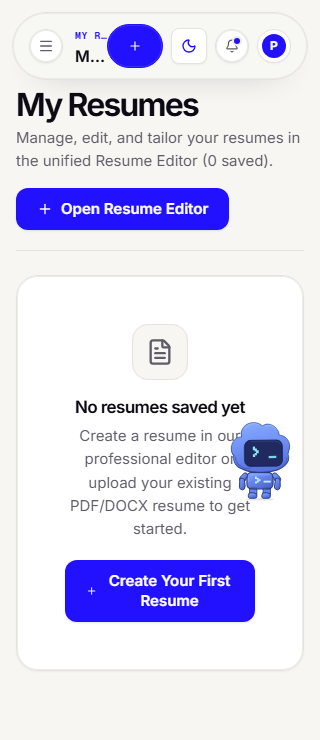 MY R…
M…
P
My Resumes
Manage, edit, and tailor your resumes in
the unified Resume Editor (0 saved).
+ Open Resume Editor
No resumes saved yet
Create a resume in our
professional editor or
upload your existing
PDF/DOCX resume to get
started.
+ Create Your First
Resume